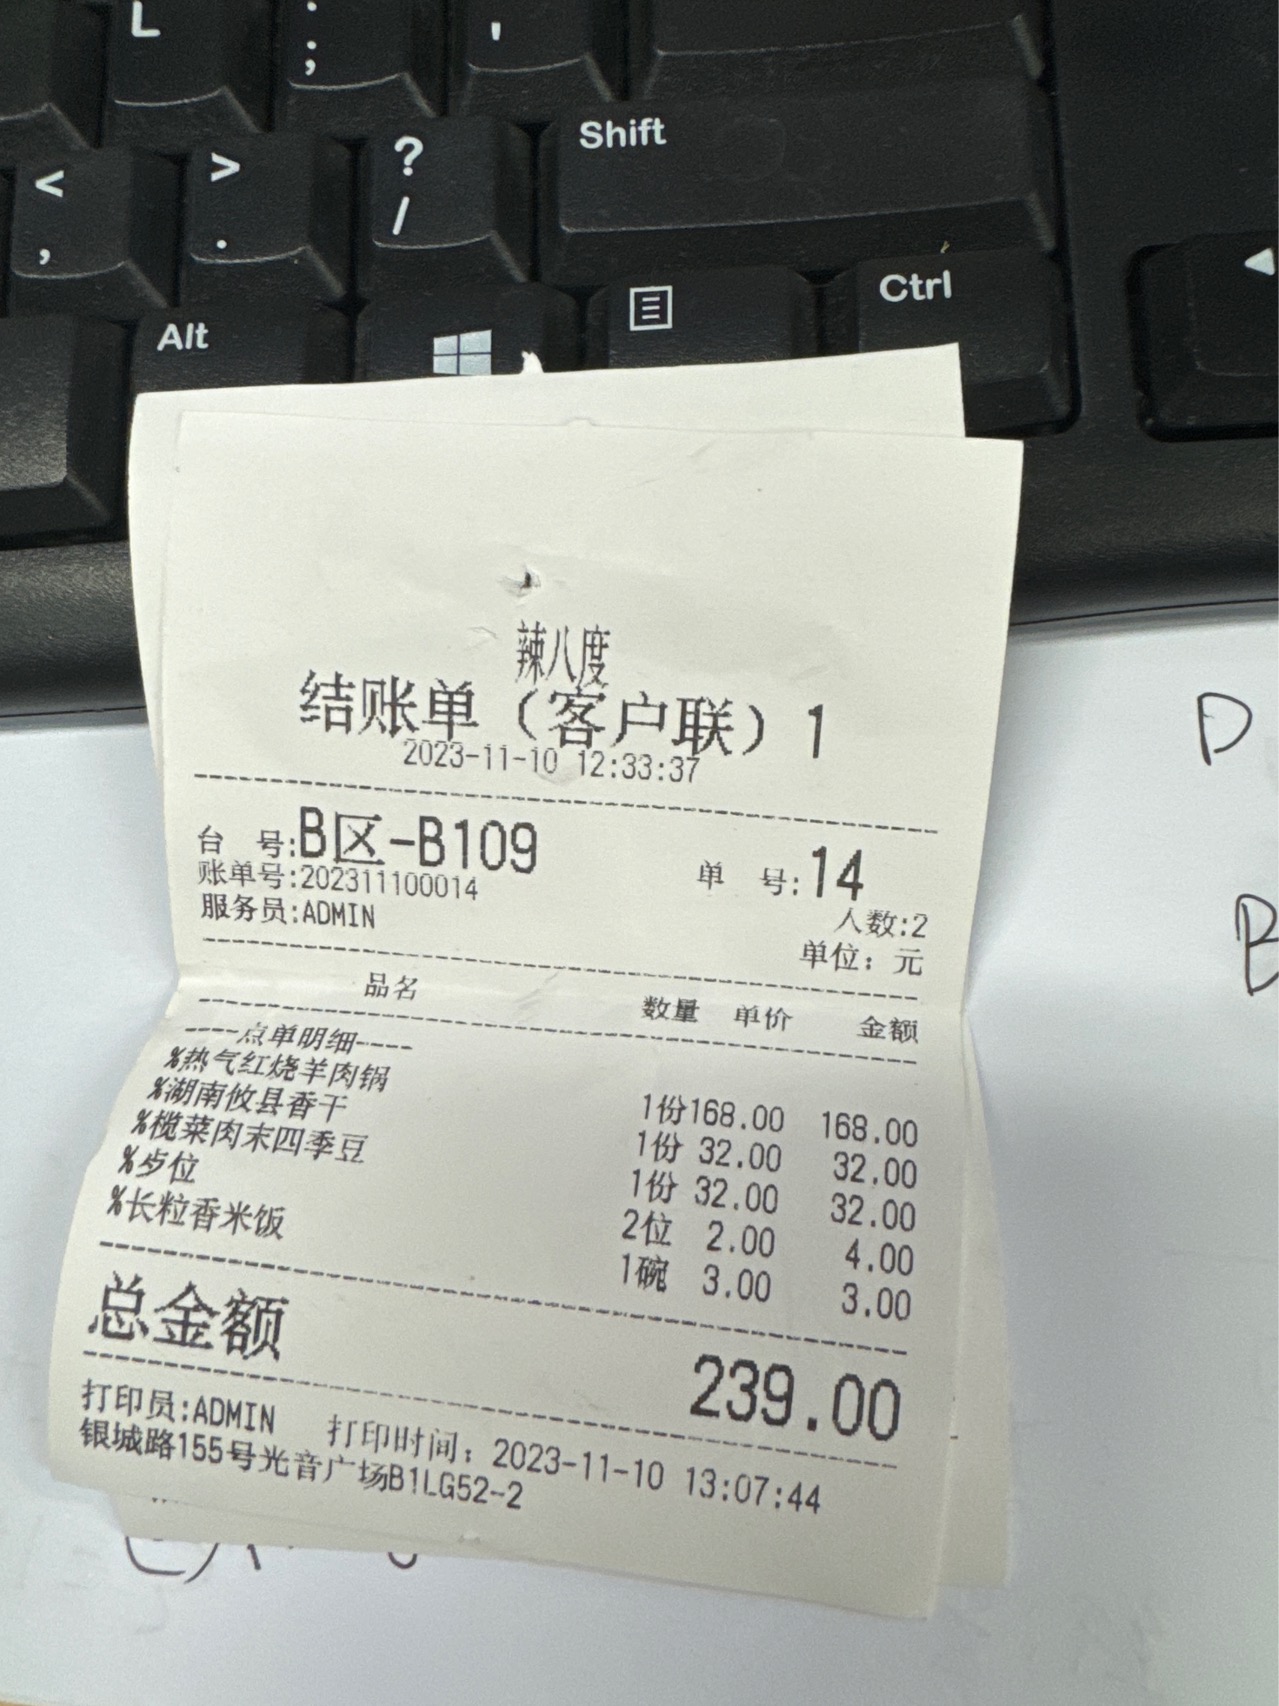 L
:
;
'
<
,
>
.
?
/
Shift
Alt
Ctrl
辣八度
结账单（客户联）1
2023-11-10 12:33:37
台 号:B区-B109 单 号:14
账单号:202311100014 人数:2
服务员:ADMIN 单位：元
品名 数量 单价 金额
----点单明细----
%热气红烧羊肉锅 1份168.00 168.00
%湖南攸县香干 1份 32.00 32.00
%榄菜肉末四季豆 1份 32.00 32.00
%歺位 2位 2.00 4.00
%长粒香米饭 1碗 3.00 3.00
总金额 239.00
打印员:ADMIN 打印时间：2023-11-10 13:07:44
银城路155号光音广场B1LG52-2
D
B